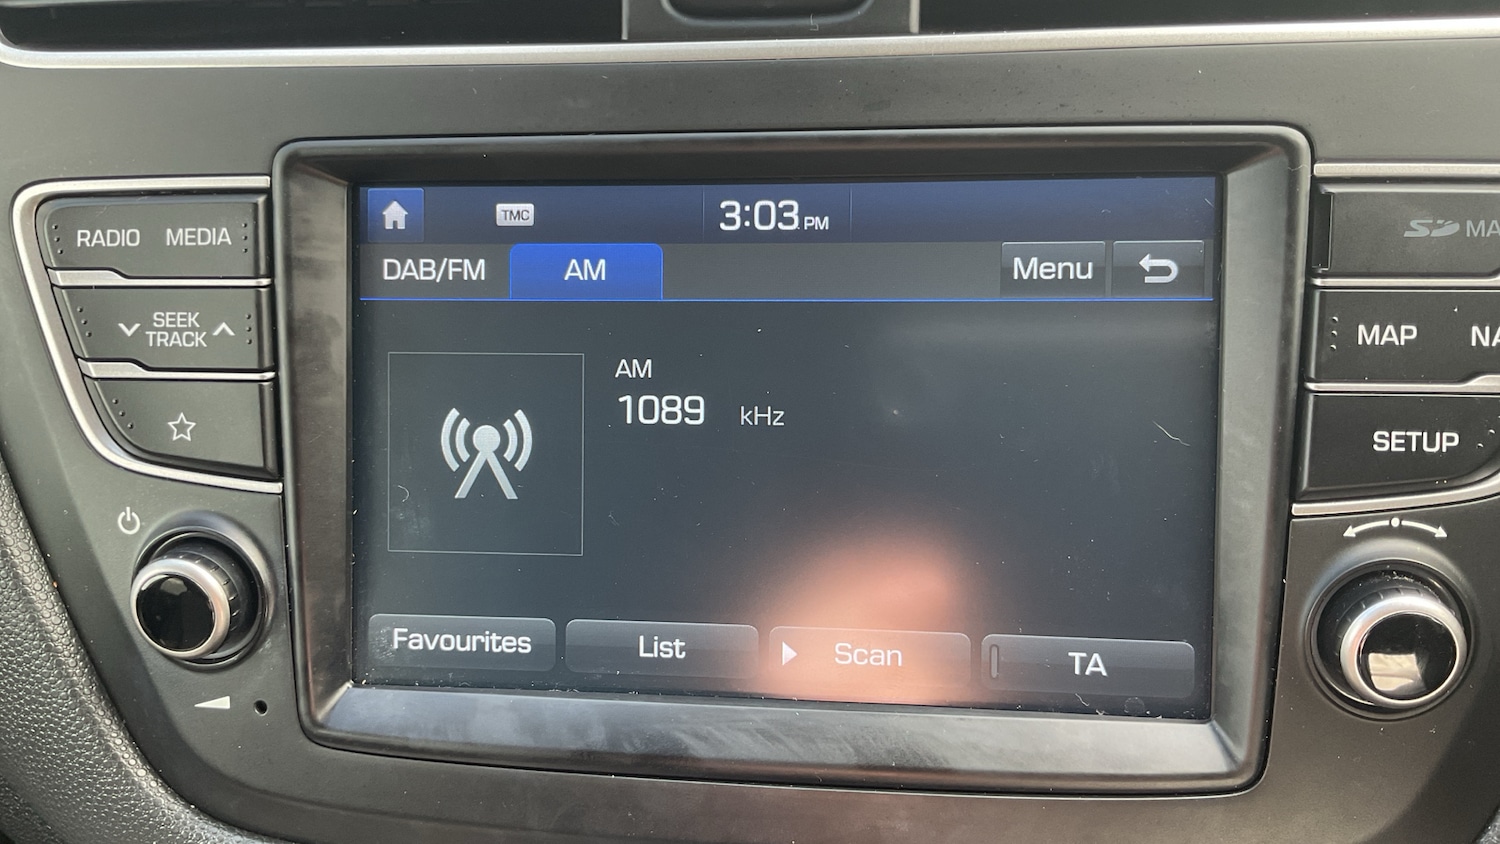 RADIO MEDIA
SEEK
TRACK
TMC
3:03 PM
DAB/FM
AM
Menu
AM
1089 kHz
Favourites
List
Scan
TA
MAP
SETUP